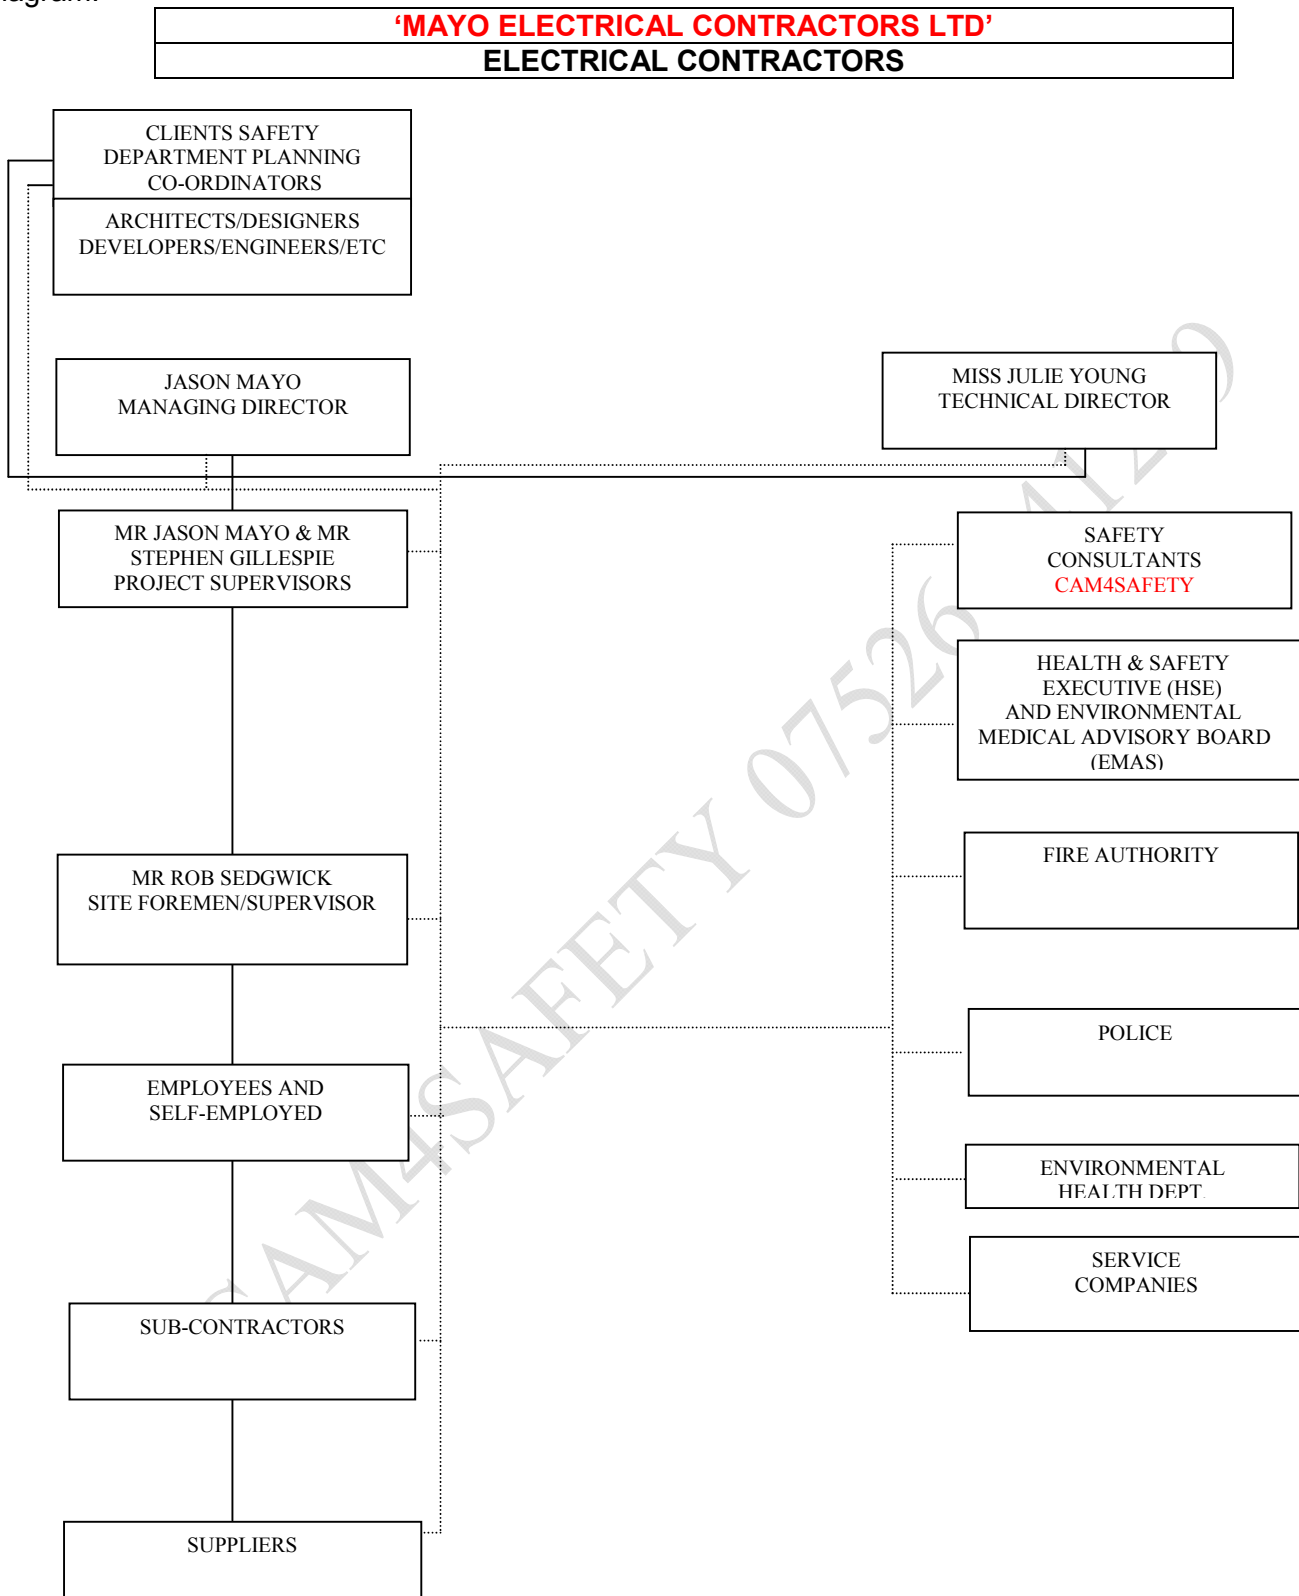 ‘MAYO ELECTRICAL CONTRACTORS LTD’
ELECTRICAL CONTRACTORS
CLIENTS SAFETY
DEPARTMENT PLANNING
CO-ORDINATORS
ARCHITECTS/DESIGNERS
DEVELOPERS/ENGINEERS/ETC
JASON MAYO
MANAGING DIRECTOR
MISS JULIE YOUNG
TECHNICAL DIRECTOR
MR JASON MAYO & MR
STEPHEN GILLESPIE
PROJECT SUPERVISORS
SAFETY
CONSULTANTS
CAM4SAFETY
HEALTH & SAFETY
EXECUTIVE (HSE)
AND ENVIRONMENTAL
MEDICAL ADVISORY BOARD
(EMAS)
MR ROB SEDGWICK
SITE FOREMEN/SUPERVISOR
FIRE AUTHORITY
POLICE
EMPLOYEES AND
SELF-EMPLOYED
ENVIRONMENTAL
HEALTH DEPT.
SERVICE
COMPANIES
SUB-CONTRACTORS
SUPPLIERS
CAM4SAFETY 07526